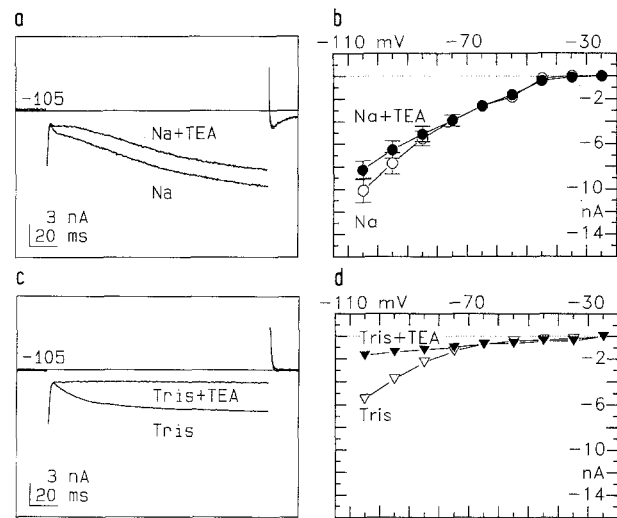 a
-105
Na+TEA
Na
3 nA
20 ms
b
-110 mV -70 -30
-2
Na+TEA
-6
Na
-10
nA
-14
c
-105
Tris+TEA
Tris
3 nA
20 ms
d
-110 mV -70 -30
Tris+TEA
-2
Tris
-6
-10
nA
-14